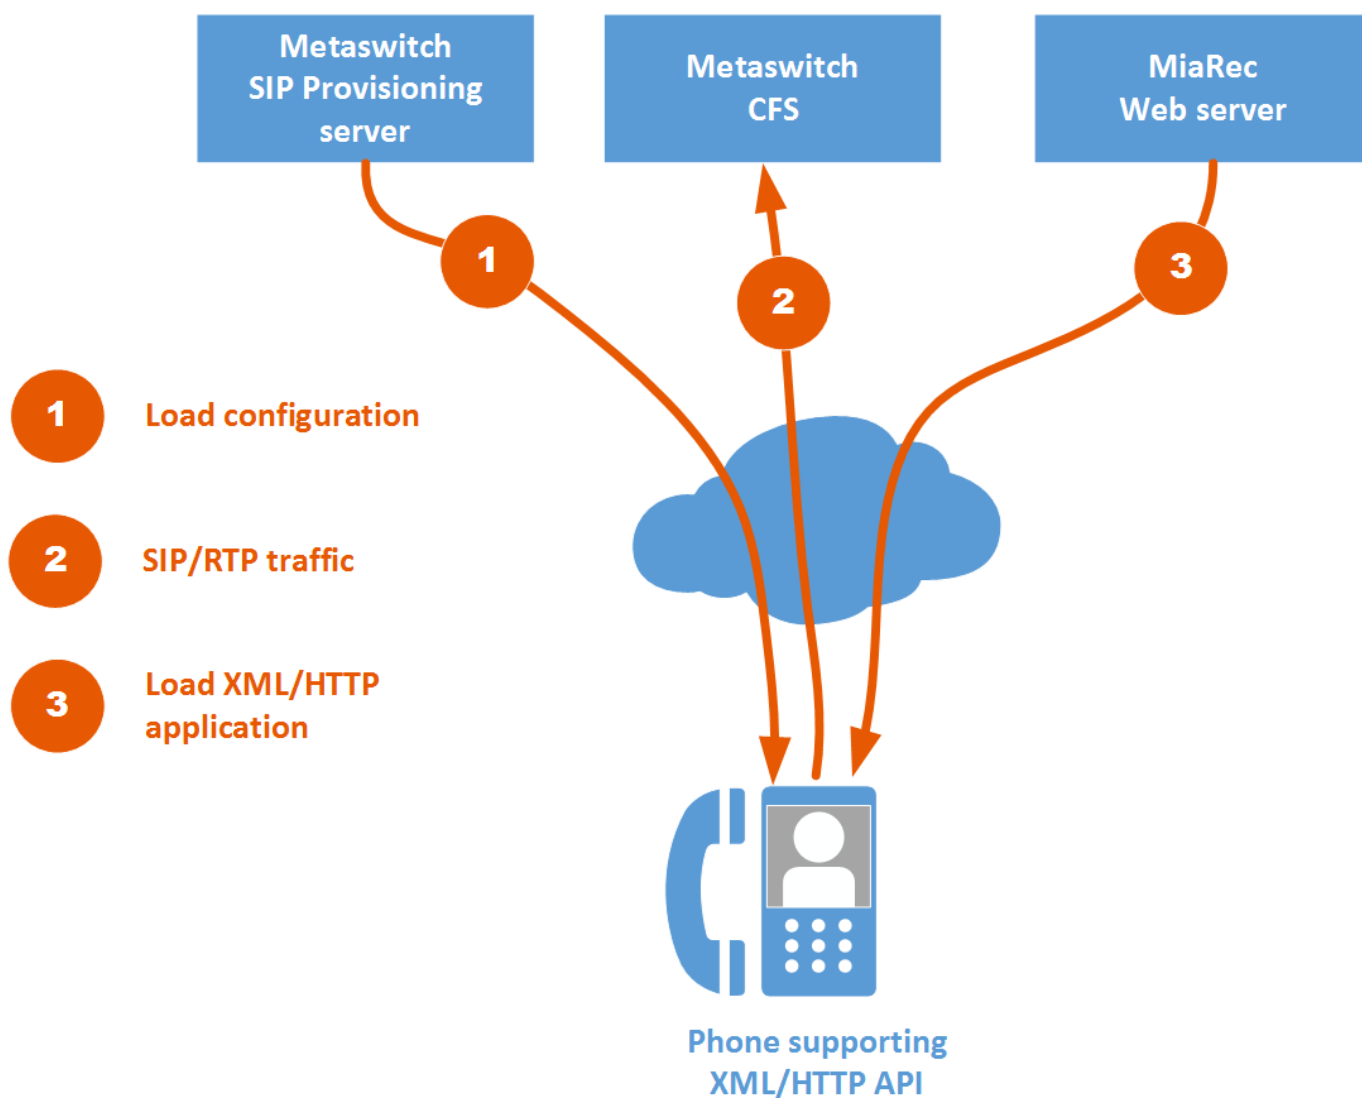 Metaswitch
SIP Provisioning
server
Metaswitch
CFS
MiaRec
Web server
1
2
3
1
Load configuration
2
SIP/RTP traffic
3
Load XML/HTTP
application
Phone supporting
XML/HTTP API